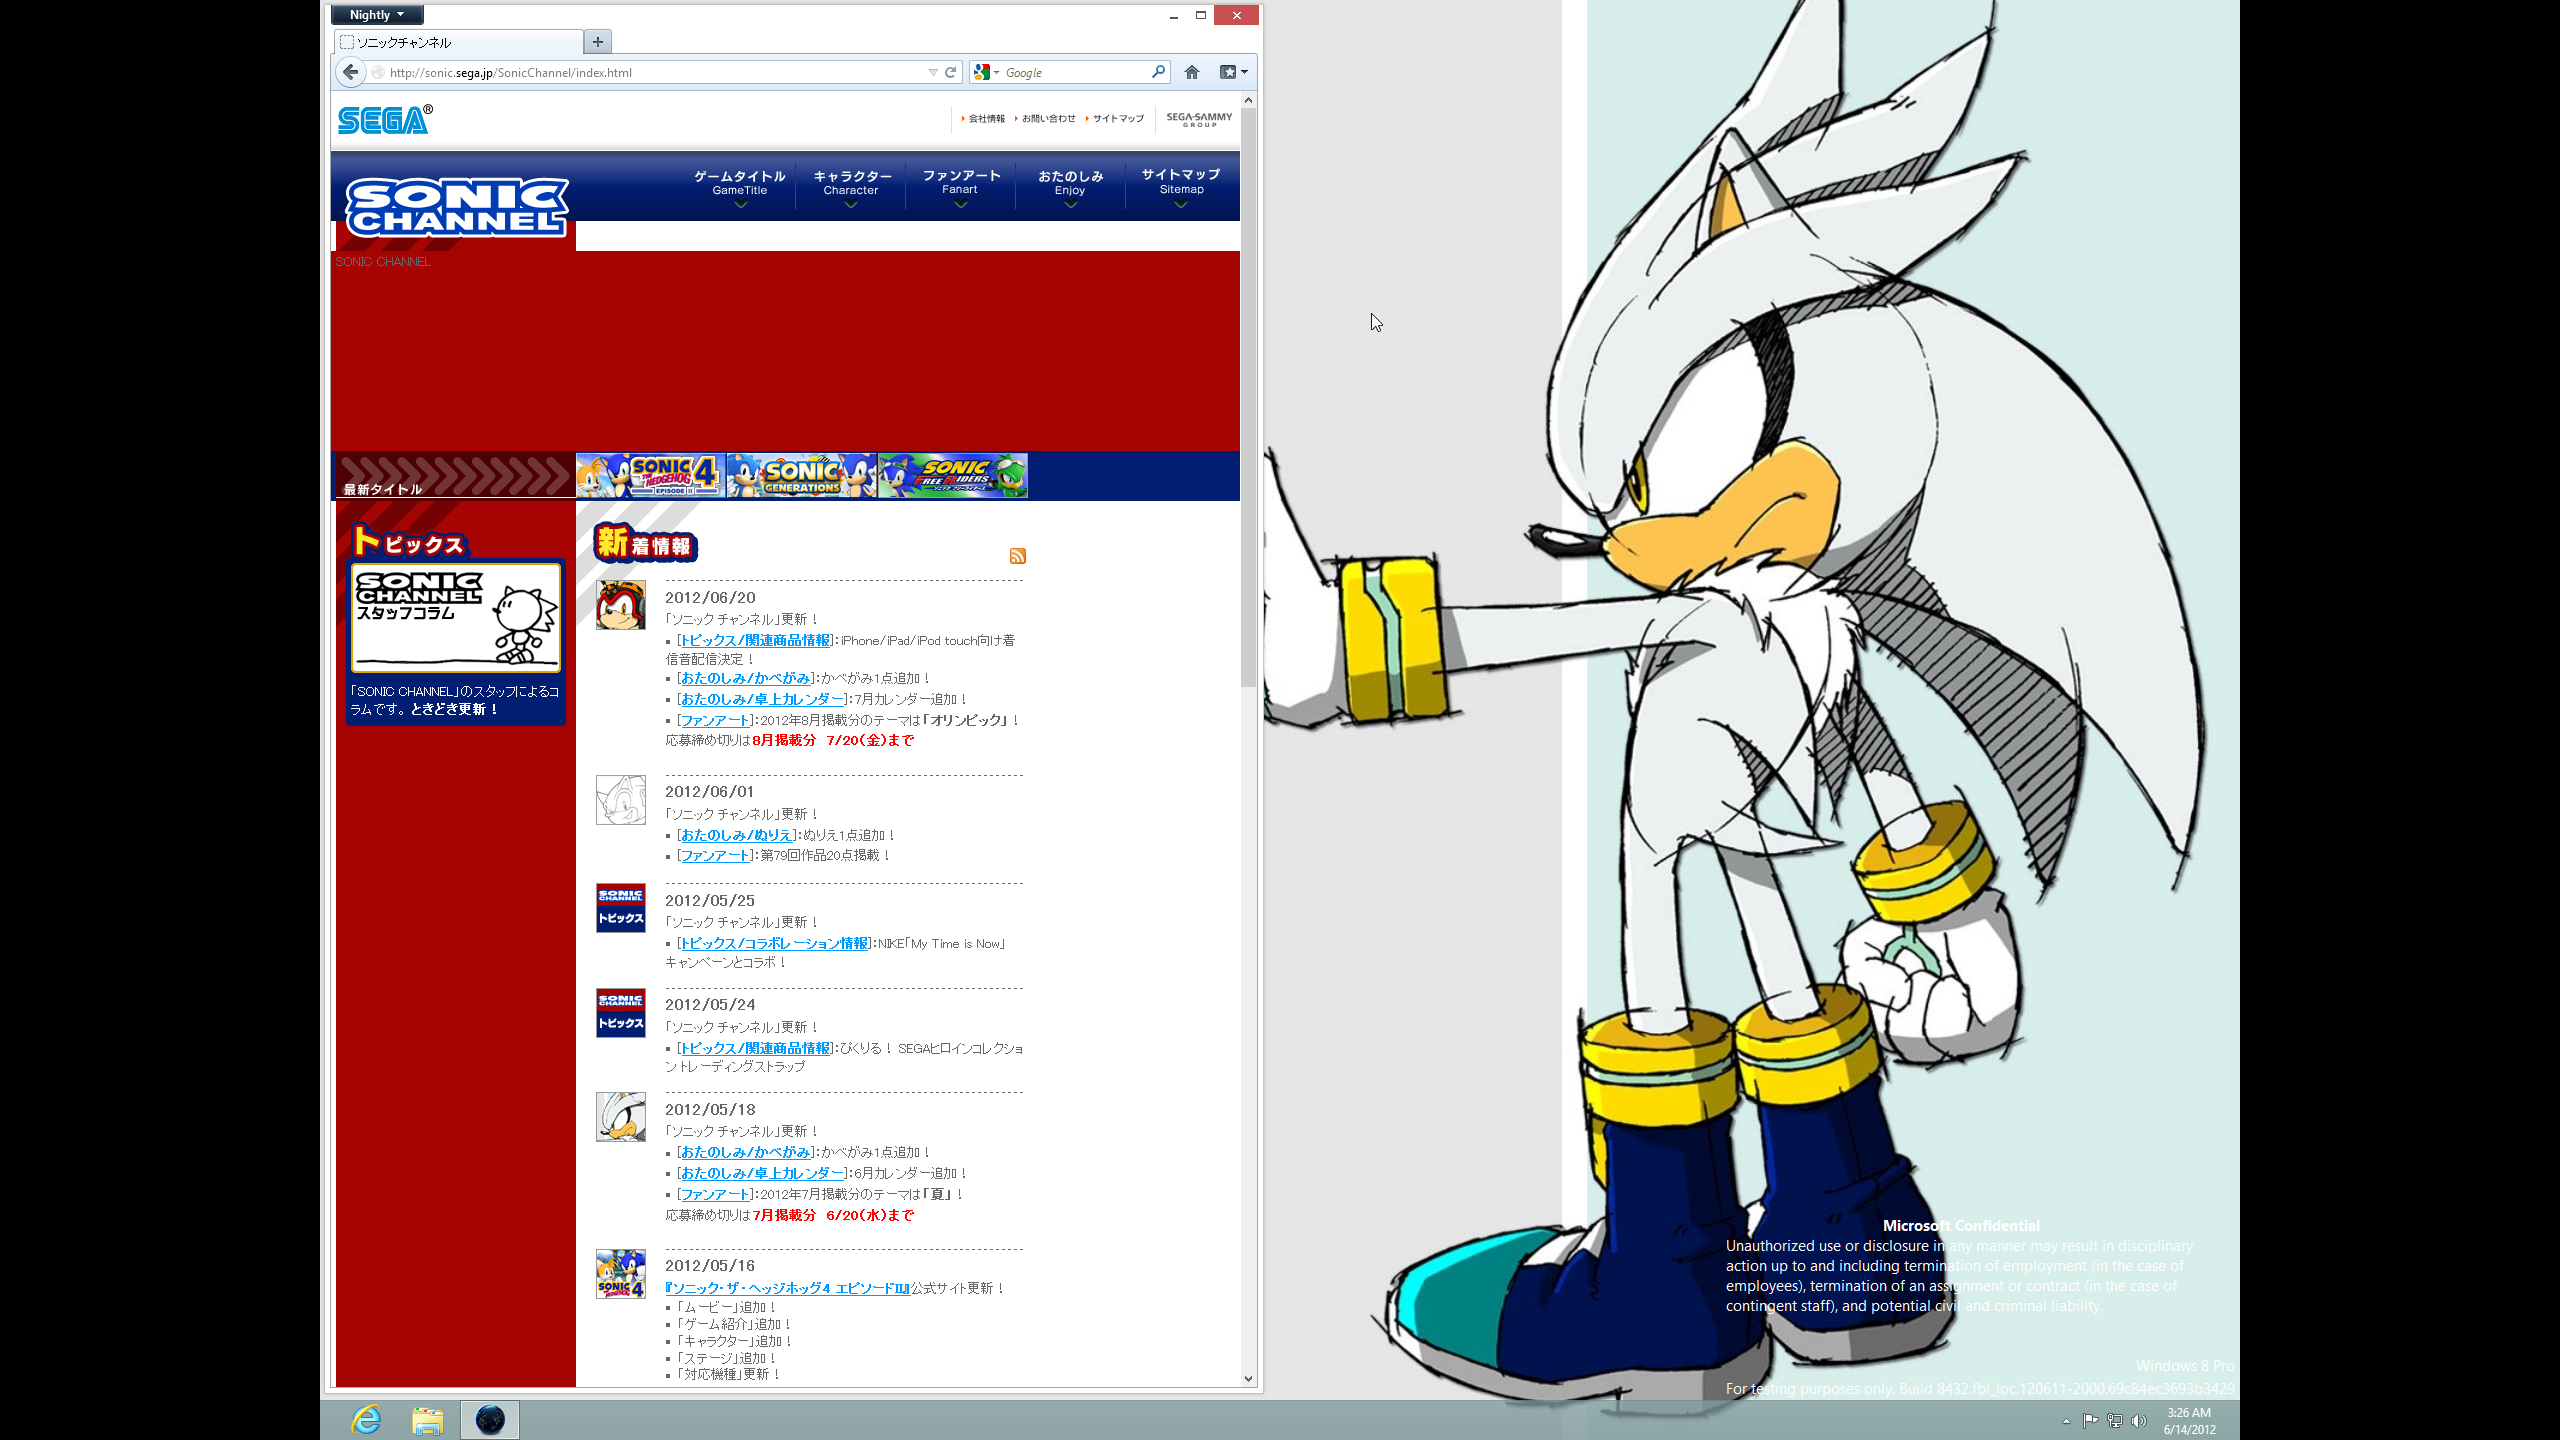 Nightly
ソニックチャンネル
http://sonic.sega.jp/SonicChannel/index.html
Google
SEGA®
会社情報
お問い合わせ
サイトマップ
SEGA SAMMY
GROUP
SONIC
CHANNEL
ゲームタイトル
GameTitle
キャラクター
Character
ファンアート
Fanart
おたのしみ
Enjoy
サイトマップ
Sitemap
SONIC CHANNEL
最新タイトル
SONIC
THE HEDGEHOG
4
EPISODE II
SONIC
GENERATIONS
SONIC
FREE RIDERS
トピックス
SONIC
CHANNEL
スタッフコラム
「SONIC CHANNEL」のスタッフによるコ
ラムです。ときどき更新！
新着情報
2012/06/20
「ソニック チャンネル」更新！
[トピックス/関連商品情報]：iPhone/iPad/iPod touch向け着
信音配信決定！
[おたのしみ/かべがみ]：かべがみ1点追加！
[おたのしみ/卓上カレンダー]：7月カレンダー追加！
[ファンアート]：2012年8月掲載分のテーマは「オリンピック」！
応募締め切りは8月掲載分　7/20（金）まで
2012/06/01
「ソニック チャンネル」更新！
[おたのしみ/ぬりえ]：ぬりえ1点追加！
[ファンアート]：第79回作品20点掲載！
SONIC
CHANNEL
トピックス
2012/05/25
「ソニック チャンネル」更新！
[トピックス/コラボレーション情報]：NIKE「My Time is Now」
キャンペーンとコラボ！
SONIC
CHANNEL
トピックス
2012/05/24
「ソニック チャンネル」更新！
[トピックス/関連商品情報]：ぴくりる！ SEGAヒロインコレクショ
ン トレーディングストラップ
2012/05/18
「ソニック チャンネル」更新！
[おたのしみ/かべがみ]：かべがみ1点追加！
[おたのしみ/卓上カレンダー]：6月カレンダー追加！
[ファンアート]：2012年7月掲載分のテーマは「夏」！
応募締め切りは7月掲載分　6/20（水）まで
SONIC
4
2012/05/16
『ソニック・ザ・ヘッジホッグ4 エピソードII』公式サイト更新！
「ムービー」追加！
「ゲーム紹介」追加！
「キャラクター」追加！
「ステージ」追加！
「対応機種」更新！
Microsoft Confidential
Unauthorized use or disclosure in any manner may result in disciplinary
action up to and including termination of employment (in the case of
employees), termination of an assignment or contract (in the case of
contingent staff), and potential civil and criminal liability.
Windows 8 Pro
For testing purposes only. Build 8432.fbl_loc.120611-2000.69c84ec3693b3429
3:26 AM
6/14/2012